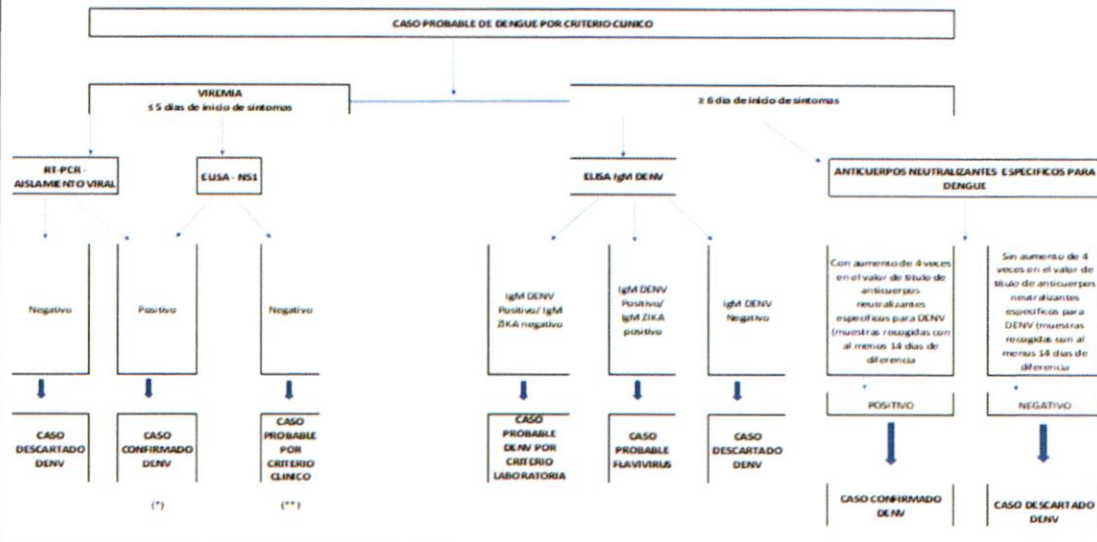 CASO PROBABLE DE DENGUE POR CRITERIO CLINICO
VIREMIA
≤ 5 días de inicio de síntomas
≥ 6 día de inicio de síntomas
RT-PCR -
AISLAMIENTO VIRAL
ELISA - NS1
ELISA IgM DENV
ANTICUERPOS NEUTRALIZANTES ESPECIFICOS PARA
DENGUE
Negativo
Positivo
Negativo
IgM DENV
Positivo/ IgM
ZIKA negativo
IgM DENV
Positivo/
IgM ZIKA
positivo
IgM DENV
Negativo
Con aumento de 4 veces
en el valor de título de
anticuerpos
neutralizantes
específicos para DENV
(muestras recogidas con
al menos 14 días de
diferencia
Sin aumento de 4
veces en el valor de
título de anticuerpos
neutralizantes
específicos para
DENV (muestras
recogidas con al
menos 14 días de
diferencia
POSITIVO
NEGATIVO
CASO
DESCARTADO
DENV
CASO
CONFIRMADO
DENV
CASO
PROBABLE
POR
CRITERIO
CLINICO
CASO
PROBABLE
DENV POR
CRITERIO
LABORATORIA
CASO
PROBABLE
FLAVIVIRUS
CASO
DESCARTADO
DENV
(*)
(**)
CASO CONFIRMADO
DENV
CASO DESCARTADO
DENV